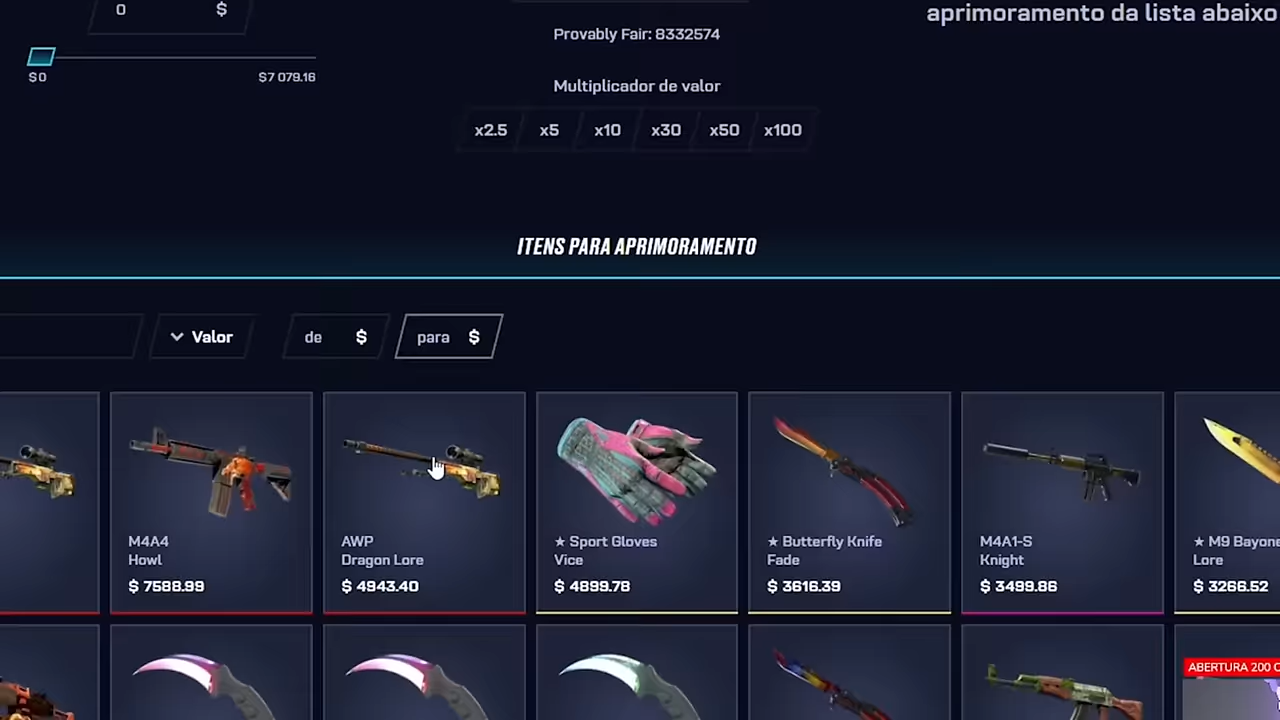 0 $
$0 $7 079.16
Provably Fair: 8332574
Multiplicador de valor
x2.5 x5 x10 x30 x50 x100
aprimoramento da lista abaixo
ITENS PARA APRIMORAMENTO
Valor de $ para $
M4A4
Howl
$ 7588.99
AWP
Dragon Lore
$ 4943.40
★ Sport Gloves
Vice
$ 4899.78
★ Butterfly Knife
Fade
$ 3616.39
M4A1-S
Knight
$ 3499.86
★ M9 Bayone
Lore
$ 3266.52
ABERTURA 200 C